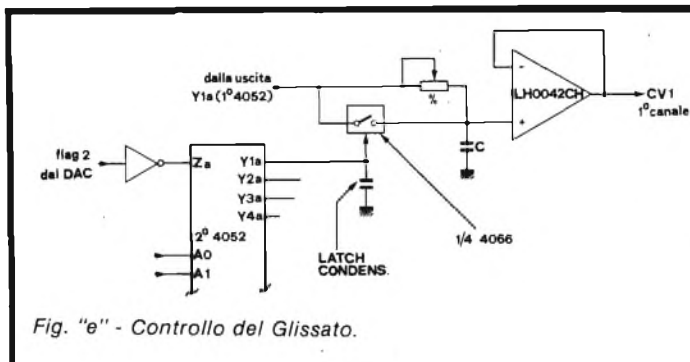 dalla uscita
Y1a (1° 4052)
%
-
+
LH0042CH
CV1
1° canale
C
C
flag 2
dal DAC
Za
Y1a
Y2a
Y3a
Y4a
2° 4052
A0
A1
LATCH
CONDENS.
1/4 4066
Fig. "e" - Controllo del Glissato.